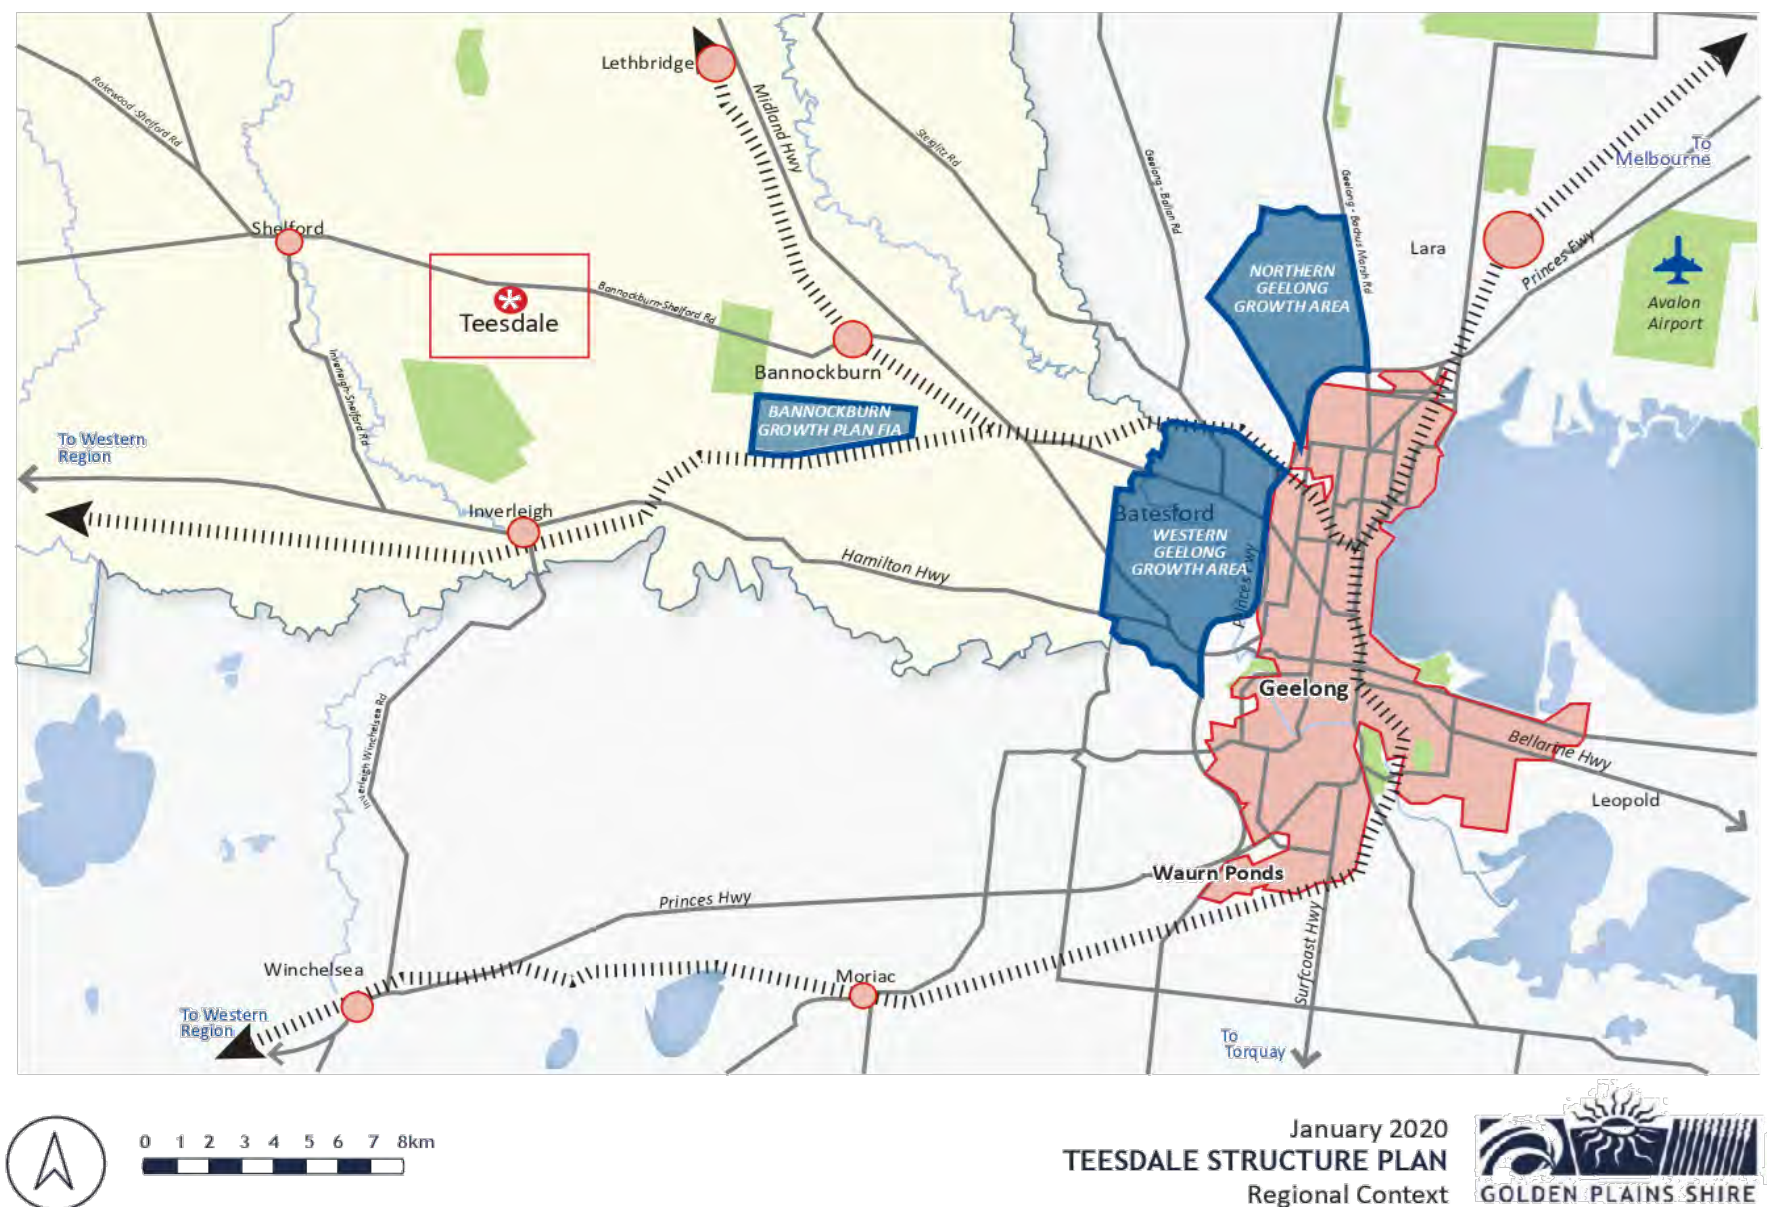 Lethbridge
Midland Hwy
Rokewood-Shelford Rd
Steiglitz Rd
Geelong - Ballan Rd
Geelong - Bachus Marsh Rd
To
Melbourne
Shelford
Lara
Princes Fwy
NORTHERN
GEELONG
GROWTH AREA
Avalon
Airport
Teesdale
Bannockburn-Shelford Rd
Bannockburn
BANNOCKBURN
GROWTH PLAN FIA
Inverleigh-Shelford Rd
To Western
Region
Inverleigh
Batesford
WESTERN
GEELONG
GROWTH AREA
Princes Fwy
Hamilton Hwy
Geelong
Inverleigh Winchelsea Rd
Bellarine Hwy
Leopold
Waurn Ponds
Princes Hwy
Surfcoast Hwy
Winchelsea
Moriac
To Western
Region
To
Torquay
0 1 2 3 4 5 6 7 8km
January 2020
TEESDALE STRUCTURE PLAN
Regional Context
GOLDEN PLAINS SHIRE